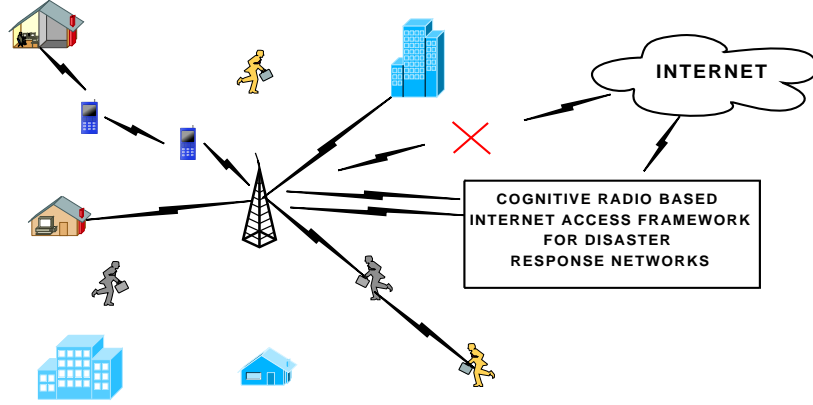 INTERNET
COGNITIVE RADIO BASED
INTERNET ACCESS FRAMEWORK
FOR DISASTER
RESPONSE NETWORKS